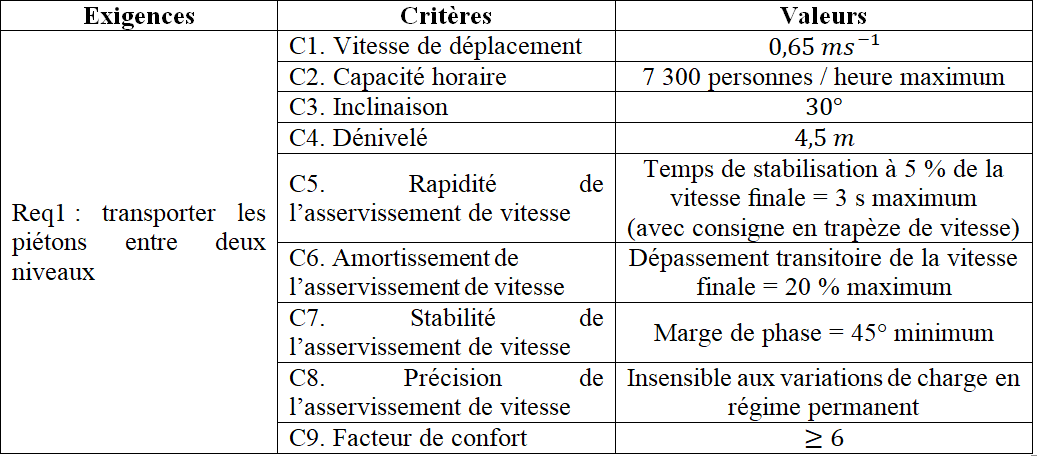 Exigences Critères Valeurs
Req1 : transporter les
piétons entre deux
niveaux
C1. Vitesse de déplacement 0,65 ms⁻¹
C2. Capacité horaire 7 300 personnes / heure maximum
C3. Inclinaison 30°
C4. Dénivelé 4,5 m
C5. Rapidité de
l’asservissement de vitesse
Temps de stabilisation à 5 % de la
vitesse finale = 3 s maximum
(avec consigne en trapèze de vitesse)
C6. Amortissement de
l’asservissement de vitesse
Dépassement transitoire de la vitesse
finale = 20 % maximum
C7. Stabilité de
l’asservissement de vitesse
Marge de phase = 45° minimum
C8. Précision de
l’asservissement de vitesse
Insensible aux variations de charge en
régime permanent
C9. Facteur de confort ≥ 6